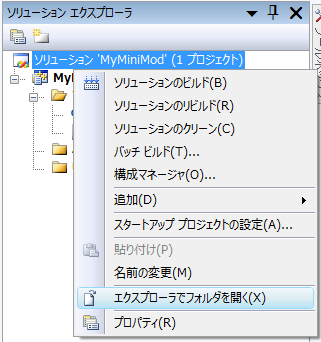 ソリューション エクスプローラ
ソリューション 'MyMiniMod' (1 プロジェクト)
My
ソリューションのビルド(B)
ソリューションのリビルド(R)
ソリューションのクリーン(C)
バッチ ビルド(T)...
構成マネージャ(O)...
追加(D)
スタートアップ プロジェクトの設定(A)...
貼り付け(P)
名前の変更(M)
エクスプローラでフォルダを開く(X)
プロパティ(R)